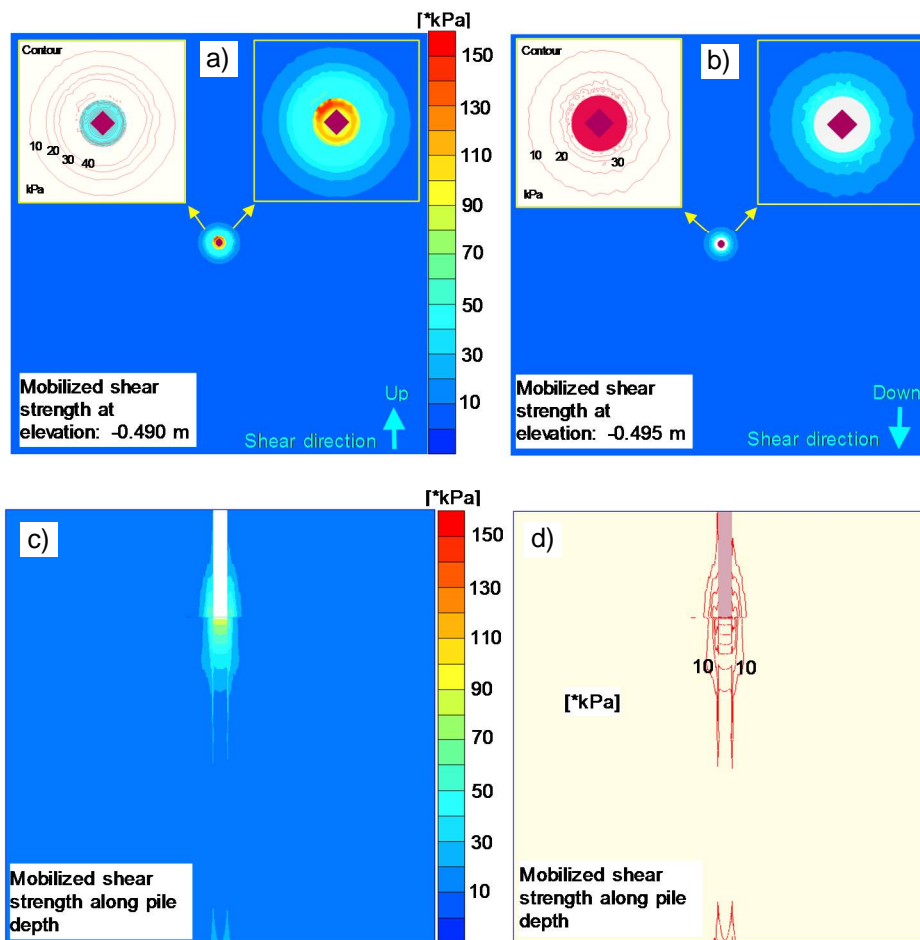 [*kPa]
a)
Contour
10
20
30
40
kPa
150
130
110
90
70
50
30
10
Mobilized shear
strength at
elevation: -0.490 m
Up
Shear direction
b)
Contour
10
20
30
kPa
Mobilized shear
strength at
elevation: -0.495 m
Down
Shear direction
c)
[*kPa]
150
130
110
90
70
50
30
10
Mobilized shear
strength along pile
depth
d)
10 10
[*kPa]
Mobilized shear
strength along pile
depth